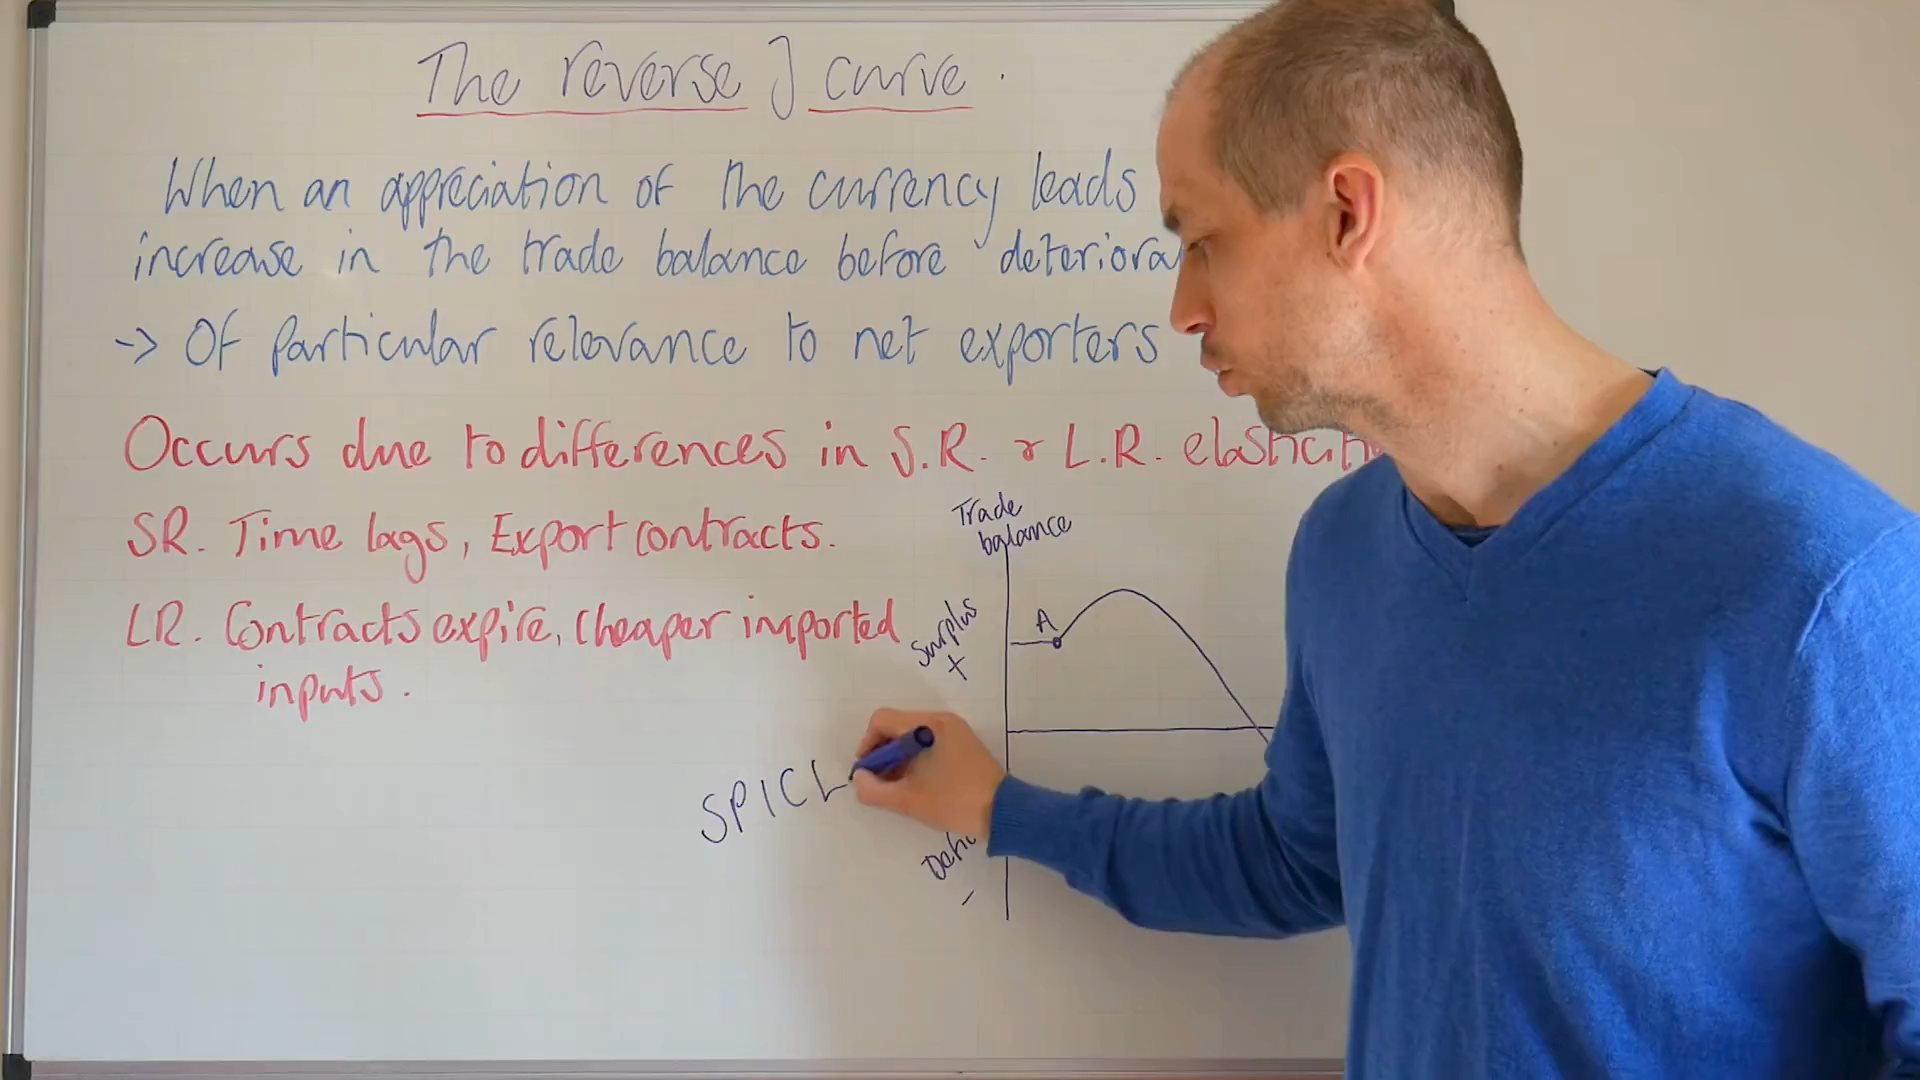 The reverse J curve.
When an appreciation of the currency leads
increase in the trade balance before
-> Of particular relevance to net exporters
Occurs due to differences in S.R. & L.R.
SR. Time lags, Export contracts.
LR. Contracts expire, cheaper imported
inputs.
Trade
balance
Surplus
+
A
SPICL
-